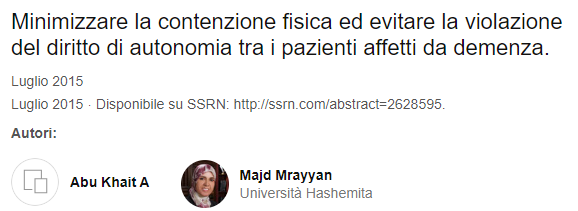 Minimizzare la contenzione fisica ed evitare la violazione
del diritto di autonomia tra i pazienti affetti da demenza.
Luglio 2015
Luglio 2015 · Disponibile su SSRN: http://ssrn.com/abstract=2628595.
Autori:
Abu Khait A
Majd Mrayyan
Università Hashemita